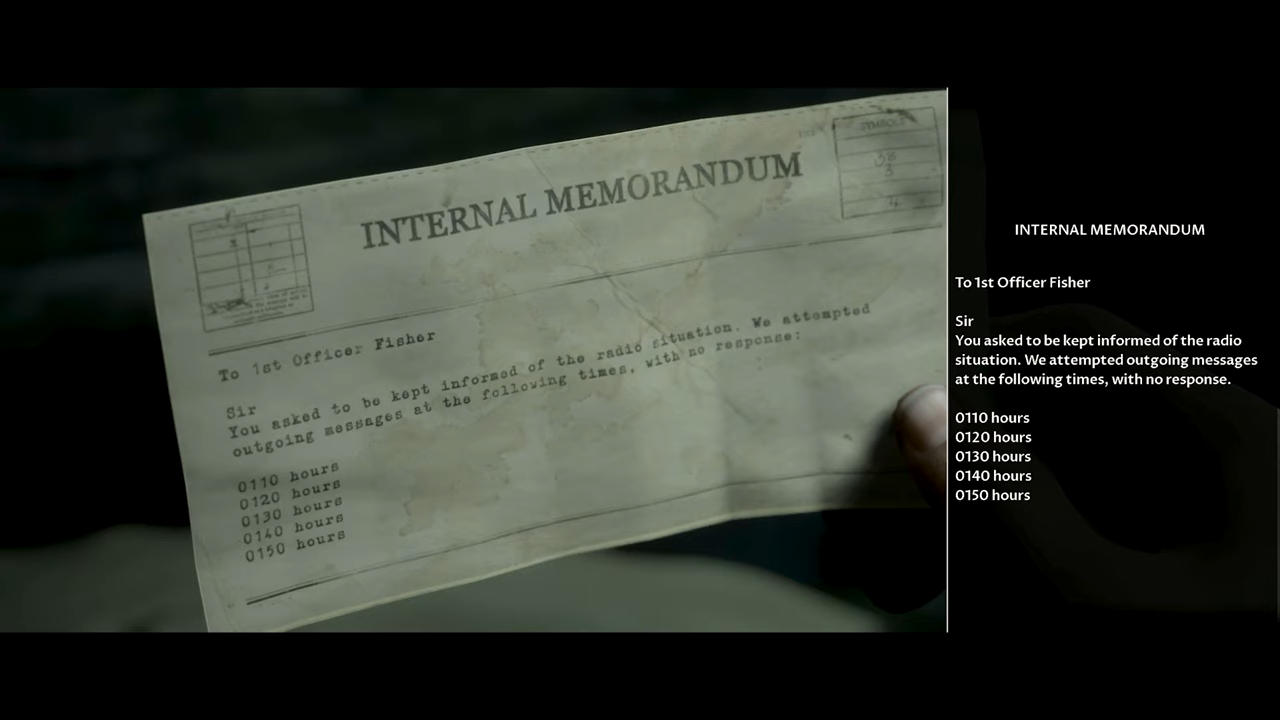 INTERNAL MEMORANDUM
SYMBOLS
To 1st Officer Fisher
Sir
You asked to be kept informed of the radio situation. We attempted
outgoing messages at the following times, with no response:
0110 hours
0120 hours
0130 hours
0140 hours
0150 hours
INTERNAL MEMORANDUM
To 1st Officer Fisher
Sir
You asked to be kept informed of the radio
situation. We attempted outgoing messages
at the following times, with no response.
0110 hours
0120 hours
0130 hours
0140 hours
0150 hours